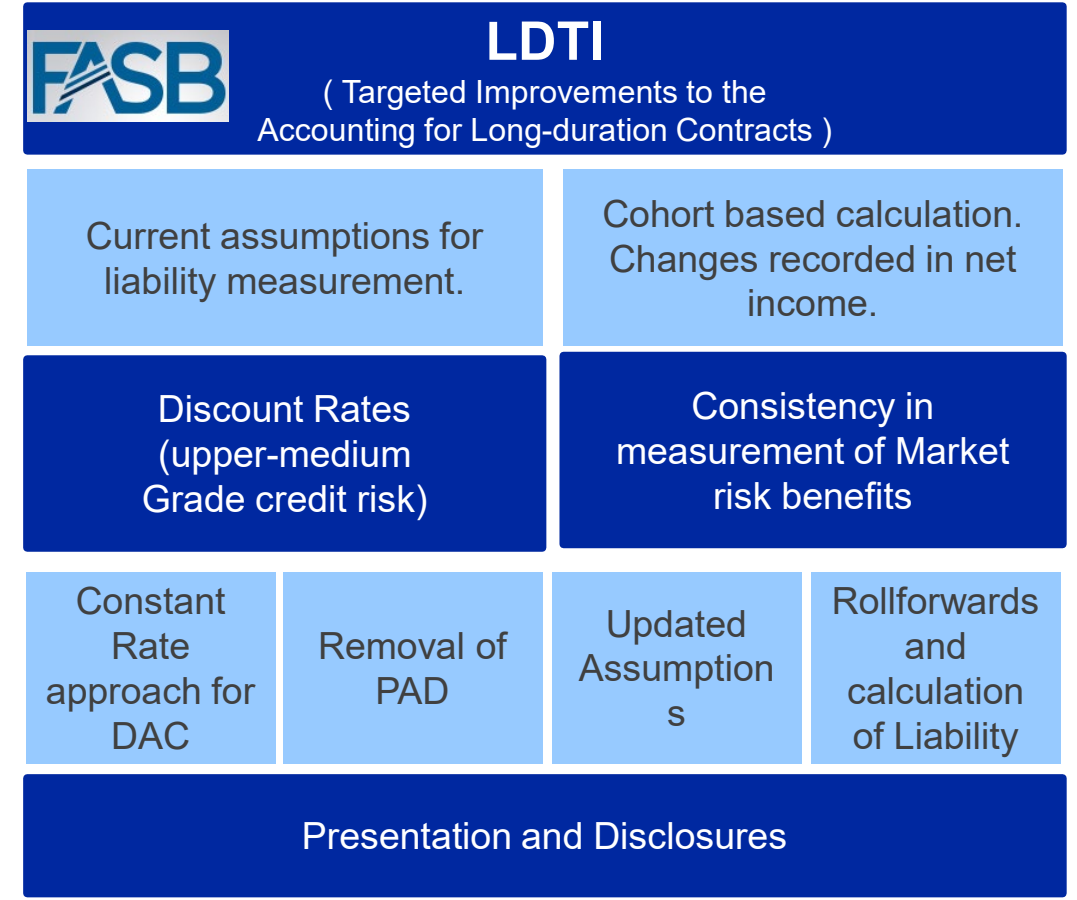 FASB
LDTI
( Targeted Improvements to the
Accounting for Long-duration Contracts )
Current assumptions for
liability measurement.
Cohort based calculation.
Changes recorded in net
income.
Discount Rates
(upper-medium
Grade credit risk)
Consistency in
measurement of Market
risk benefits
Constant
Rate
approach for
DAC
Removal of
PAD
Updated
Assumption
s
Rollforwards
and
calculation
of Liability
Presentation and Disclosures